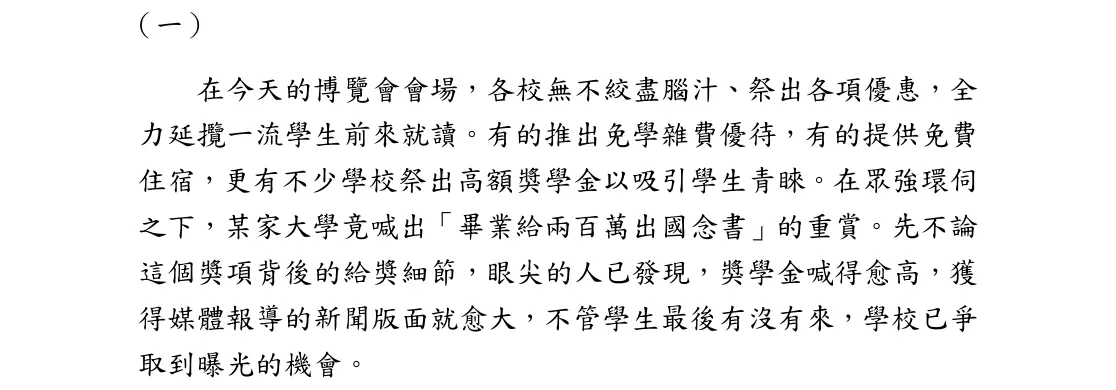 (一)
在今天的博覽會會場，各校無不絞盡腦汁、祭出各項優惠，全
力延攬一流學生前來就讀。有的推出免學雜費優待，有的提供免費
住宿，更有不少學校祭出高額獎學金以吸引學生青睞。在眾強環伺
之下，某家大學竟喊出「畢業給兩百萬出國念書」的重賞。先不論
這個獎項背後的給獎細節，眼尖的人已發現，獎學金喊得愈高，獲
得媒體報導的新聞版面就愈大，不管學生最後有沒有來，學校已爭
取到曝光的機會。